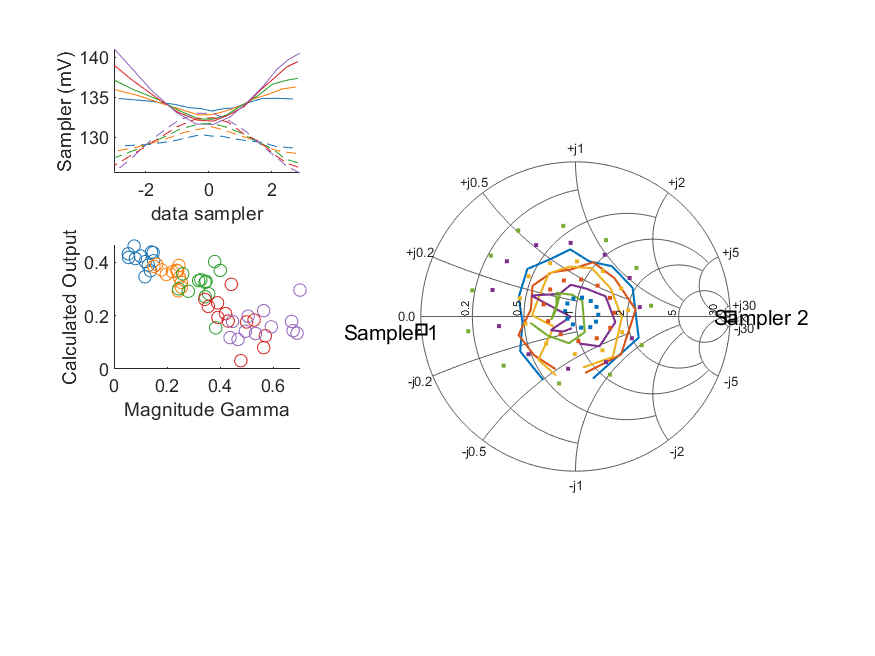 Sampler (mV)
140
135
130
-2
0
2
data sampler
Calculated Output
0.4
0.2
0
0
0.2
0.4
0.6
Magnitude Gamma
+j1
+j0.5
+j2
+j0.2
+j5
0.0
0.2
0.5
1
2
5
30
+j30
-j30
Sampler 1
Sampler 2
-j0.2
-j5
-j0.5
-j2
-j1